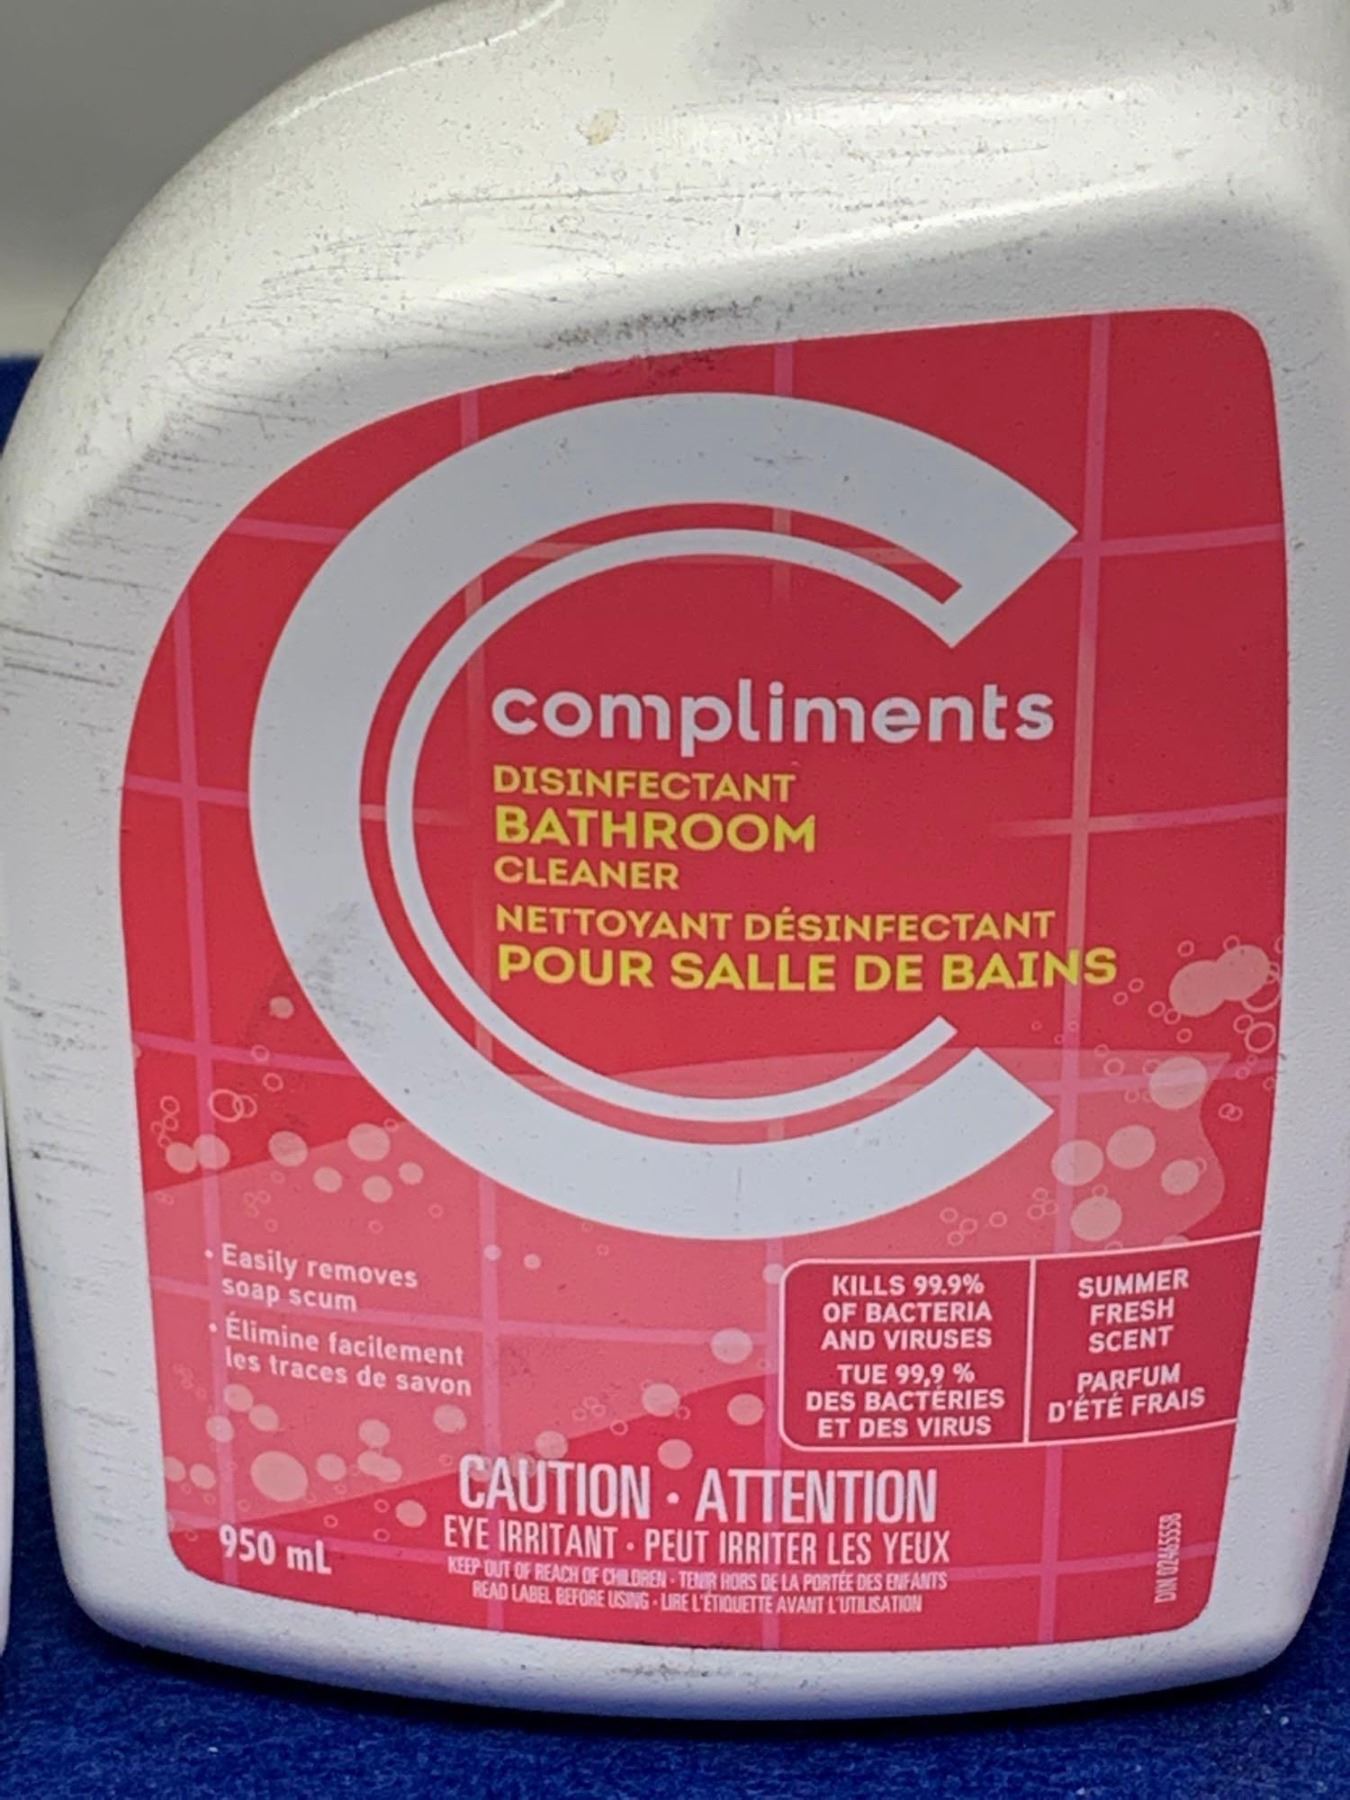 compliments
DISINFECTANT
BATHROOM
CLEANER
NETTOYANT DÉSINFECTANT
POUR SALLE DE BAINS
• Easily removes
soap scum
• Élimine facilement
les traces de savon
KILLS 99.9%
OF BACTERIA
AND VIRUSES
TUE 99,9 %
DES BACTÉRIES
ET DES VIRUS
SUMMER
FRESH
SCENT
PARFUM
D'ÉTÉ FRAIS
CAUTION • ATTENTION
EYE IRRITANT • PEUT IRRITER LES YEUX
KEEP OUT OF REACH OF CHILDREN • TENIR HORS DE LA PORTÉE DES ENFANTS
READ LABEL BEFORE USING • LIRE L'ÉTIQUETTE AVANT L'UTILISATION
950 mL
DIN 02465558